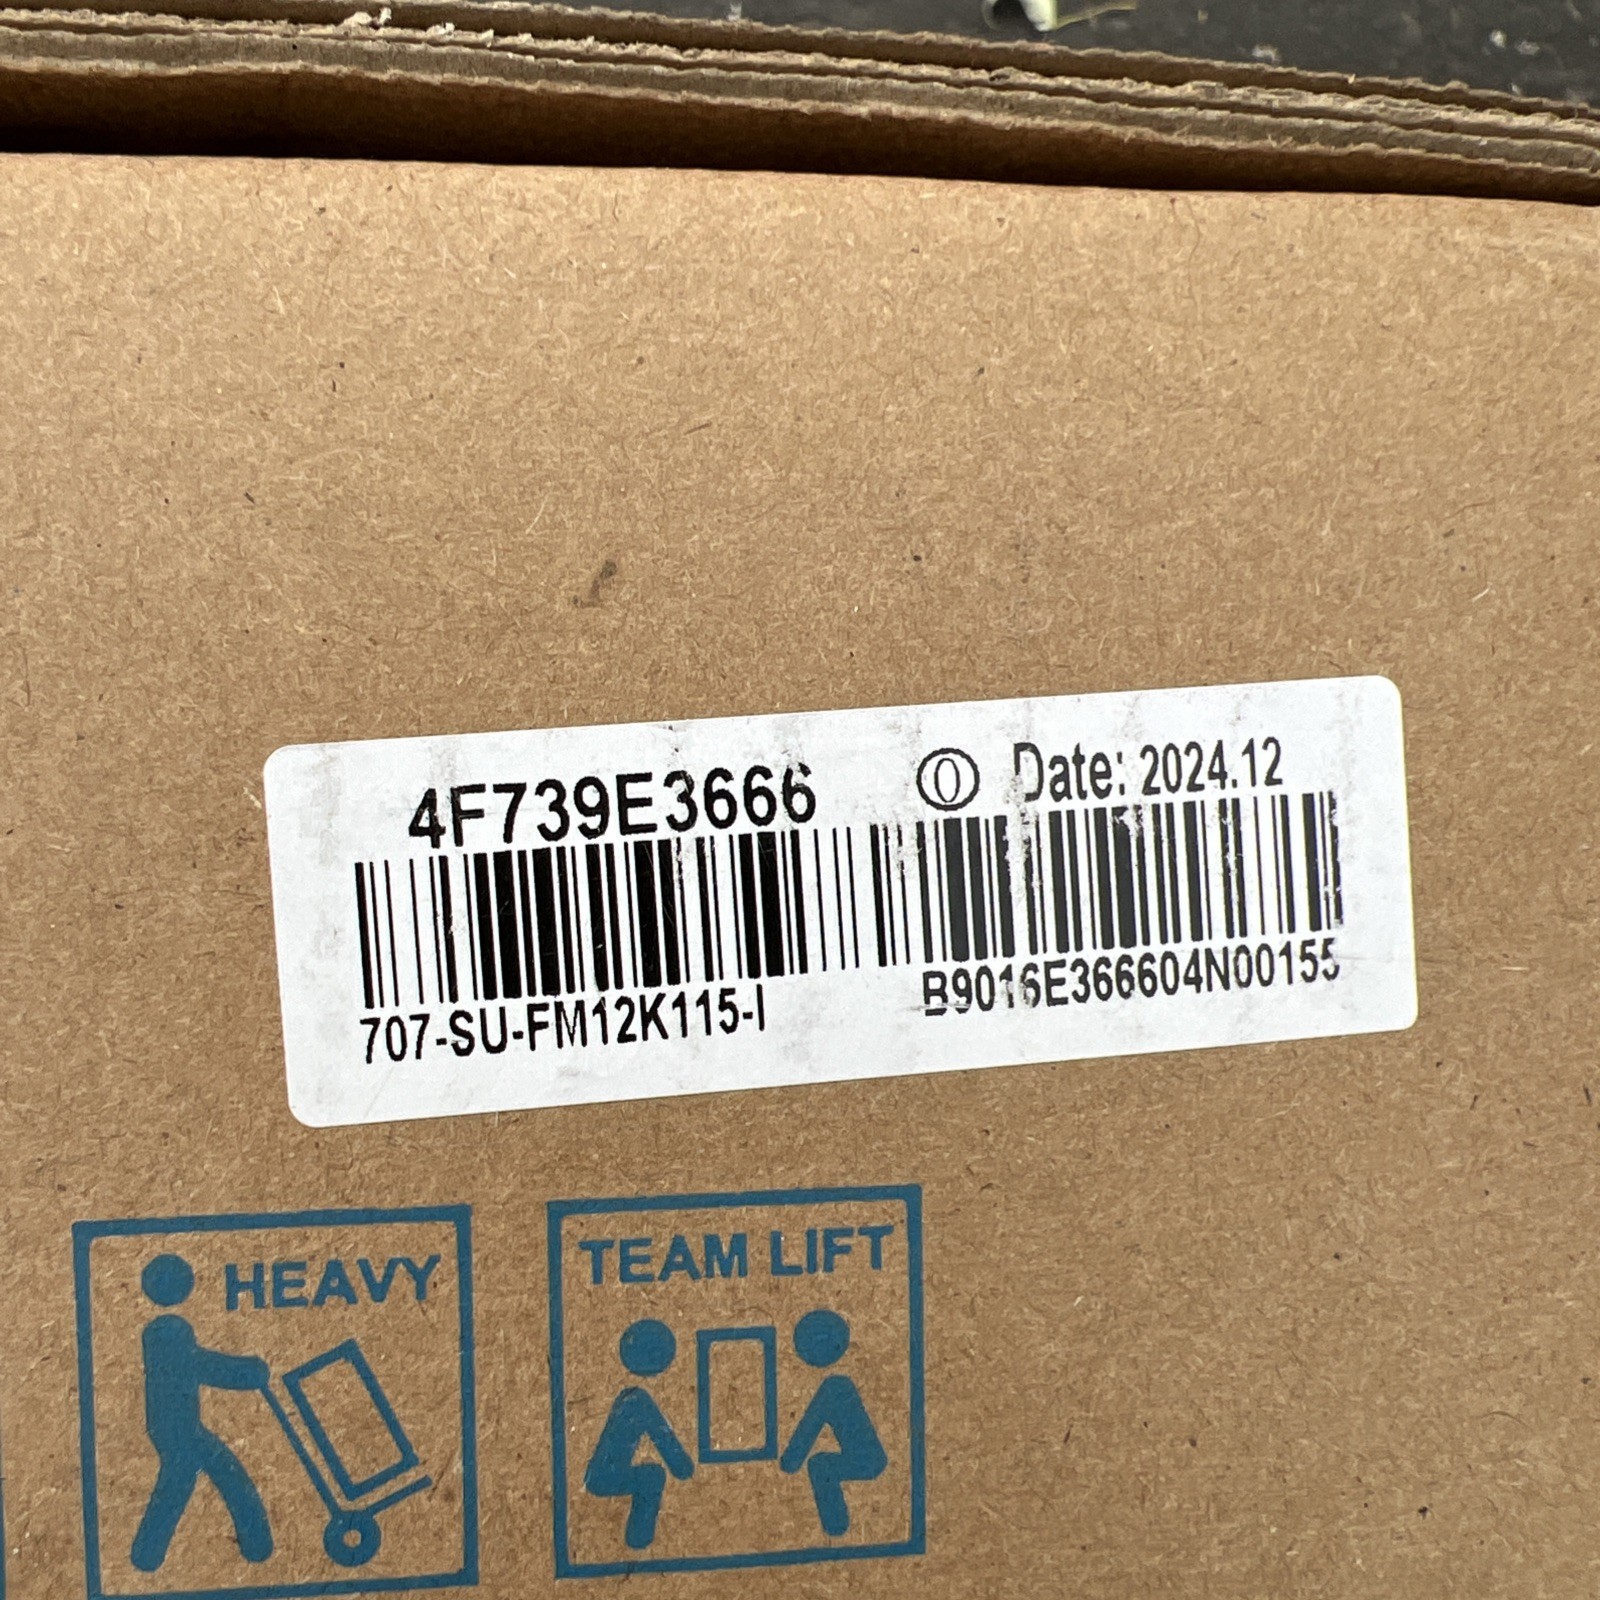 4F739E3666
Ⓞ Date: 2024.12
707-SU-FM12K115-I
B9016E366604N00155
HEAVY
TEAM LIFT